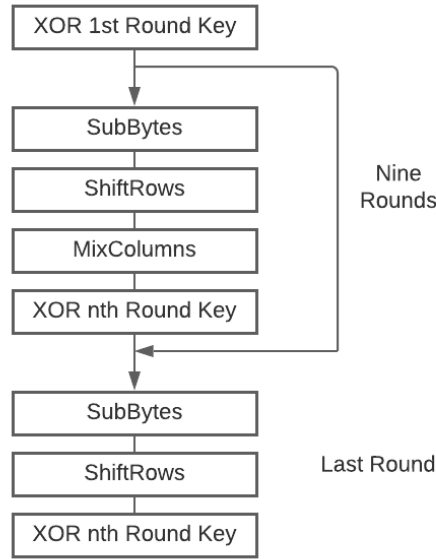 XOR 1st Round Key
SubBytes
ShiftRows
MixColumns
XOR nth Round Key
Nine
Rounds
SubBytes
ShiftRows
XOR nth Round Key
Last Round